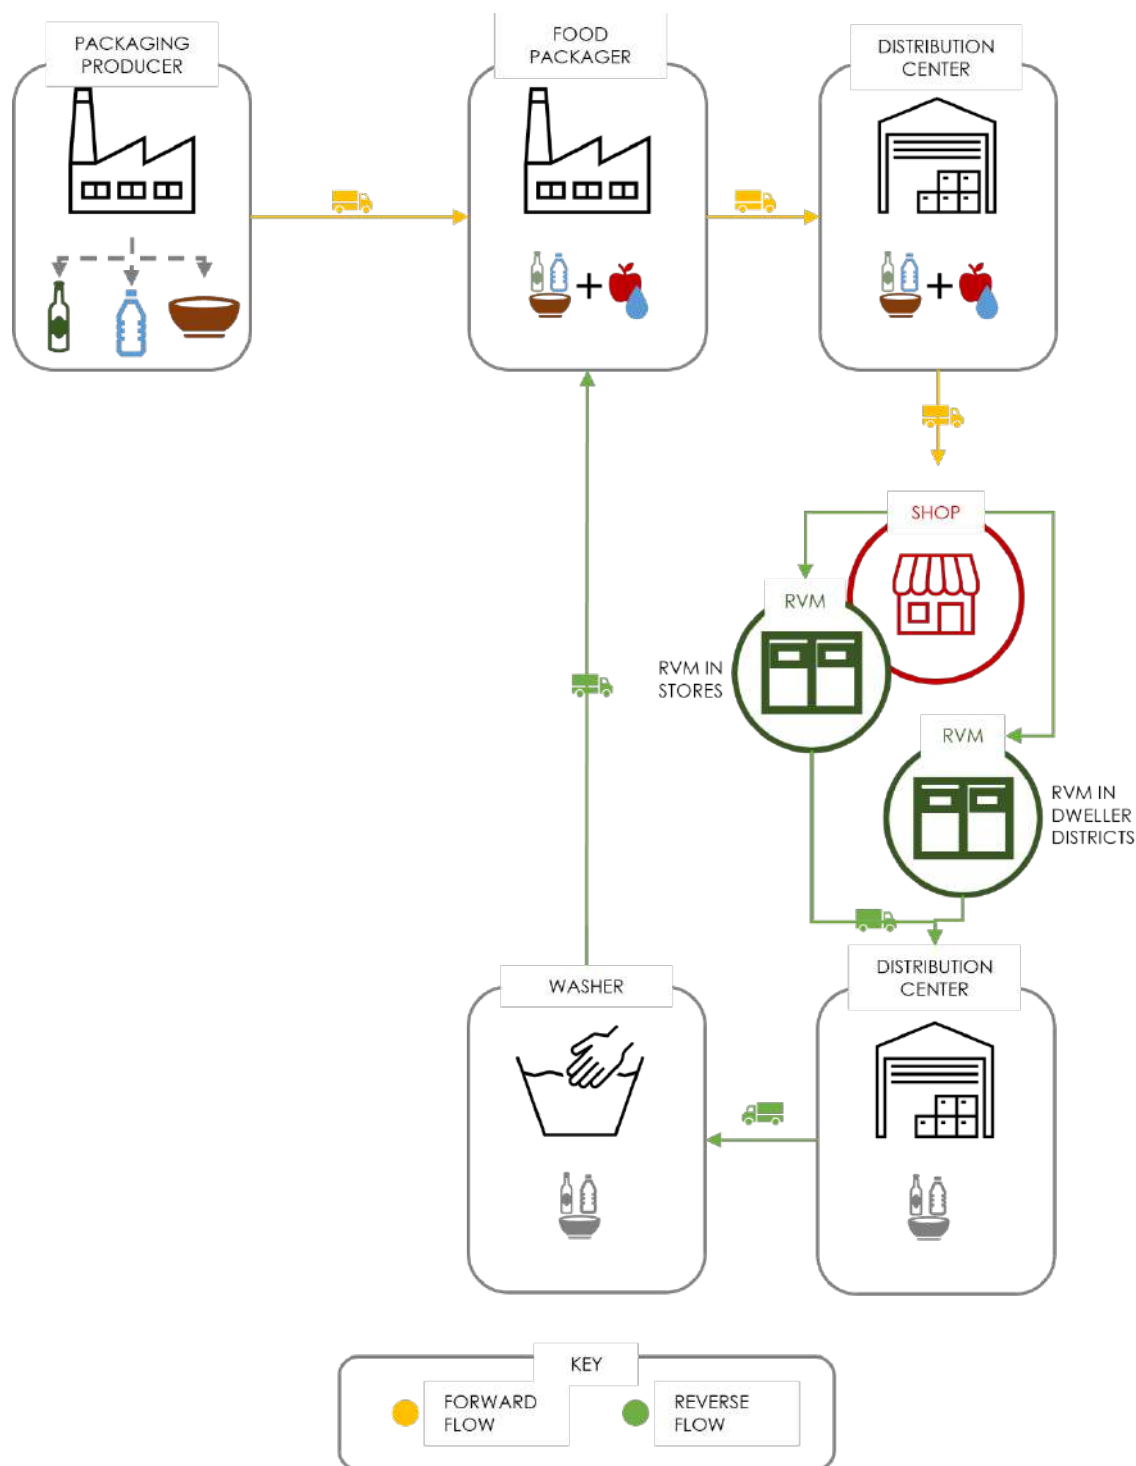 PACKAGING
PRODUCER
FOOD
PACKAGER
DISTRIBUTION
CENTER
SHOP
RVM
RVM IN
STORES
RVM
RVM IN
DWELLER
DISTRICTS
WASHER
DISTRIBUTION
CENTER
KEY
FORWARD
FLOW
REVERSE
FLOW